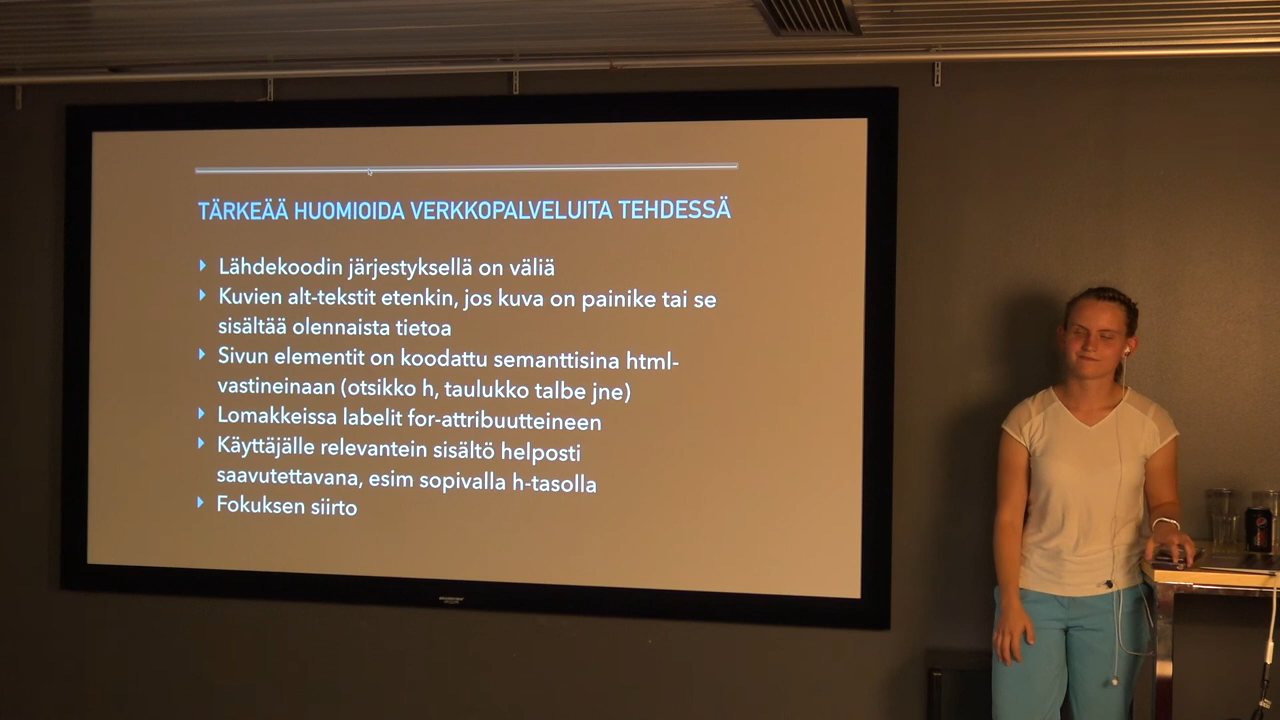 TÄRKEÄÄ HUOMIOIDA VERKKOPALVELUITA TEHDESSÄ
Lähdekoodin järjestyksellä on väliä
Kuvien alt-tekstit etenkin, jos kuva on painike tai se
sisältää olennaista tietoa
Sivun elementit on koodattu semanttisina html-
vastineinaan (otsikko h, taulukko talbe jne)
Lomakkeissa labelit for-attribuutteineen
Käyttäjälle relevantein sisältö helposti
saavutettavana, esim sopivalla h-tasolla
Fokuksen siirto